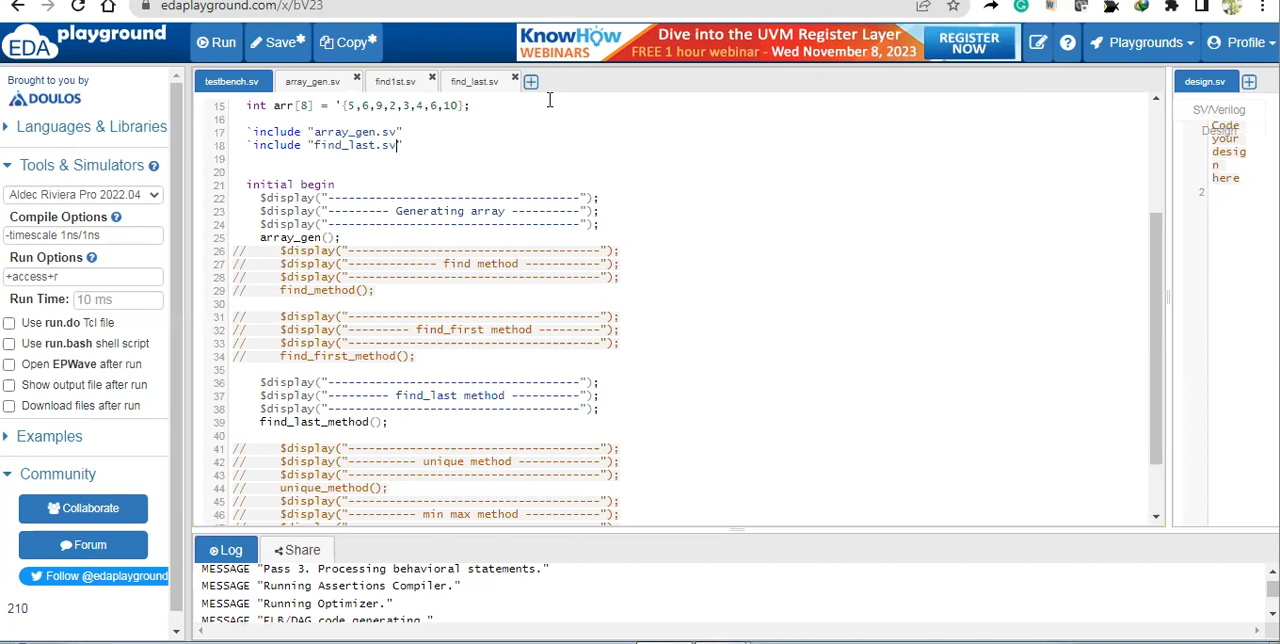 edaplayground.com/x/bV23
EDA playground
Run
Save*
Copy*
KnowHow WEBINARS
Dive into the UVM Register Layer
FREE 1 hour webinar - Wed November 8, 2023
REGISTER NOW
Playgrounds
Profile
Brought to you by
DOULOS
Languages & Libraries
Tools & Simulators
Aldec Riviera Pro 2022.04
Compile Options
-timescale 1ns/1ns
Run Options
+access+r
Run Time: 10 ms
Use run.do Tcl file
Use run.bash shell script
Open EPWave after run
Show output file after run
Download files after run
Examples
Community
Collaborate
Forum
Follow @edaplayground
210
testbench.sv
array_gen.sv
find1st.sv
find_last.sv
15 int arr[8] = '{5,6,9,2,3,4,6,10};
16
17 `include "array_gen.sv"
18 `include "find_last.sv"
19
20
21 initial begin
22 $display("-------------------------------------");
23 $display("--------- Generating array ----------");
24 $display("-------------------------------------");
25 array_gen();
26 // $display("-------------------------------------");
27 // $display("------------- find method -----------");
28 // $display("-------------------------------------");
29 // find_method();
30
31 // $display("-------------------------------------");
32 // $display("--------- find_first method ---------");
33 // $display("-------------------------------------");
34 // find_first_method();
35
36 $display("-------------------------------------");
37 $display("--------- find_last method ----------");
38 $display("-------------------------------------");
39 find_last_method();
40
41 // $display("-------------------------------------");
42 // $display("---------- unique method -----------");
43 // $display("-------------------------------------");
44 // unique_method();
45 // $display("-------------------------------------");
46 // $display("---------- min max method -----------");
design.sv
SV/Verilog Design
Code your design here
2
Log
Share
MESSAGE "Pass 3. Processing behavioral statements."
MESSAGE "Running Assertions Compiler."
MESSAGE "Running Optimizer."
MESSAGE "ELB/DAG code generating."